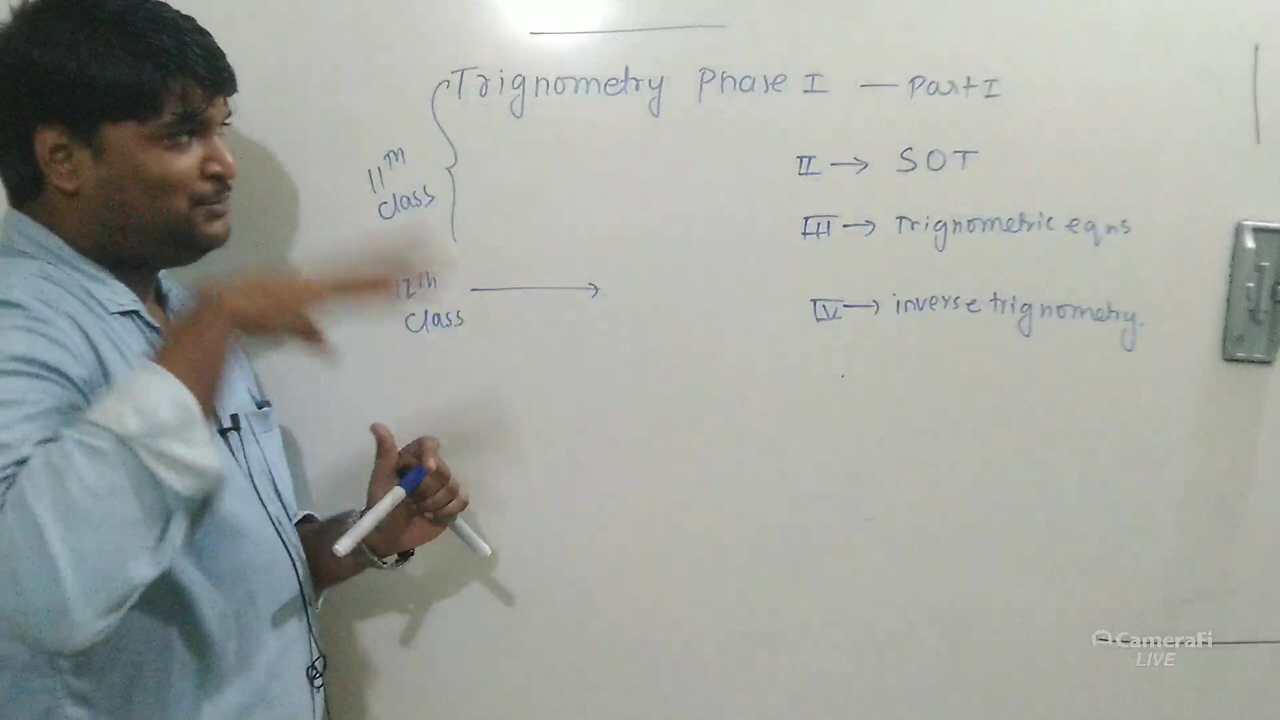 Trignometry Phase I — Part I
11th class
II → SOT
III → Trignometric eqns
12th class →
IV → inverse trignometry.
CameraFi
LIVE